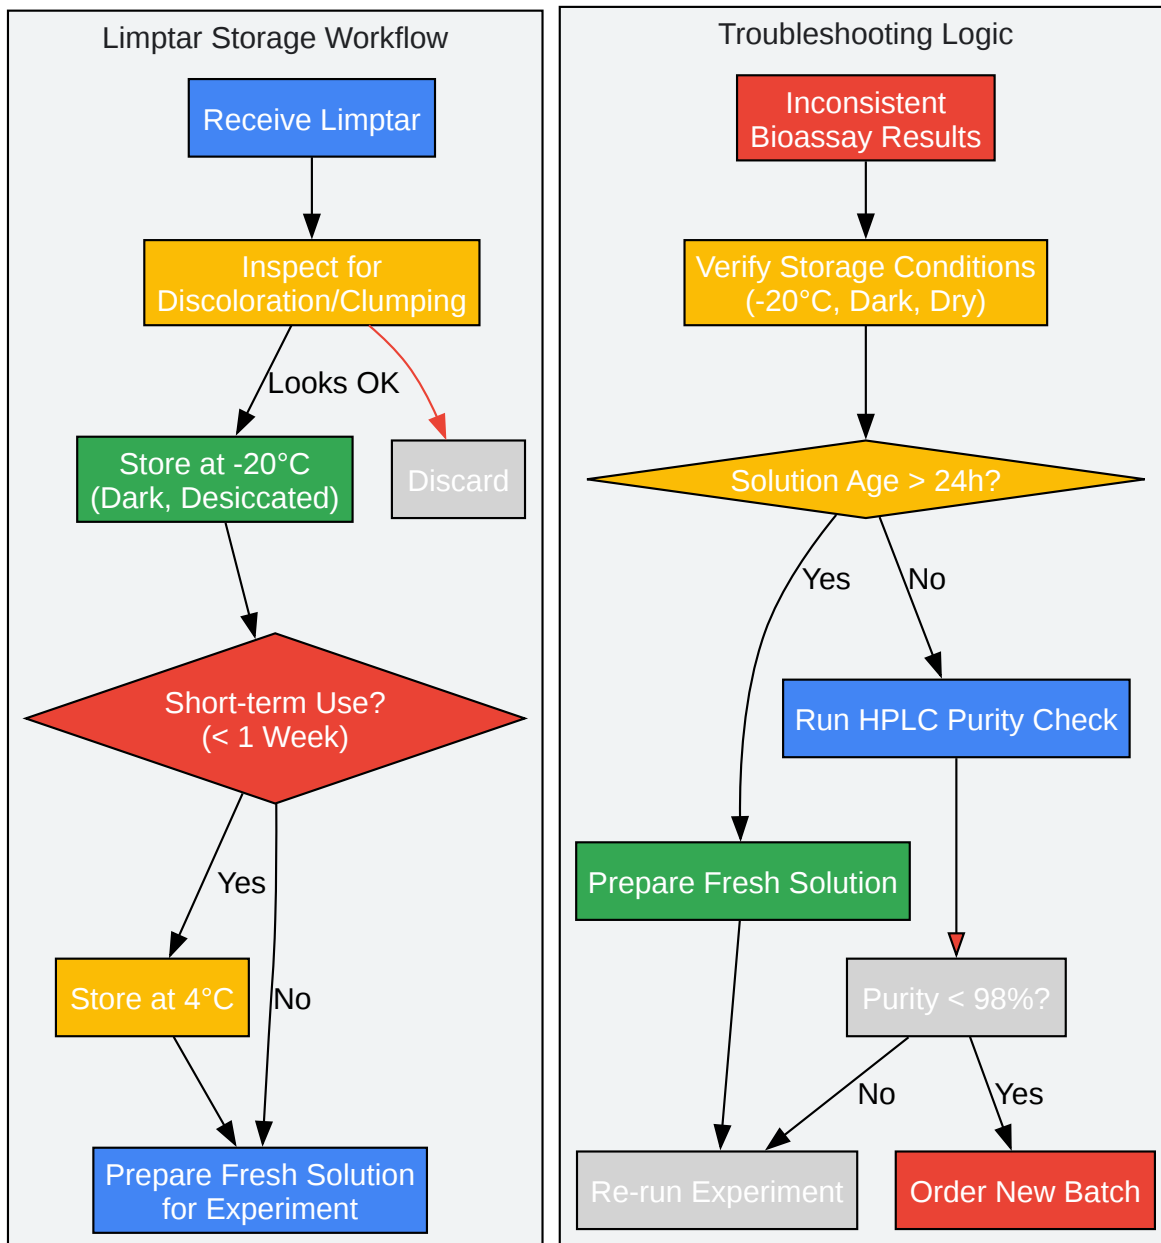 Limptar Storage Workflow
Receive Limptar
Inspect for
Discoloration/Clumping
Looks OK
Store at -20°C
(Dark, Desiccated)
Discard
Short-term Use?
(< 1 Week)
Yes
Store at 4°C
No
Prepare Fresh Solution
for Experiment
Troubleshooting Logic
Inconsistent
Bioassay Results
Verify Storage Conditions
(-20°C, Dark, Dry)
Solution Age > 24h?
Yes
No
Run HPLC Purity Check
Prepare Fresh Solution
Purity < 98%?
No
Yes
Re-run Experiment
Order New Batch